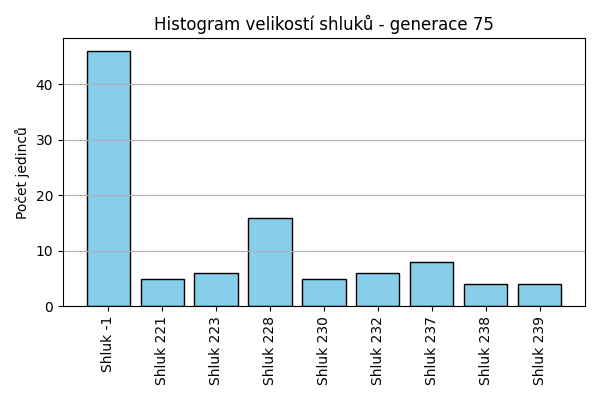 Histogram velikostí shluků - generace 75
Počet jedinců
40
30
20
10
0
Shluk -1
Shluk 221
Shluk 223
Shluk 228
Shluk 230
Shluk 232
Shluk 237
Shluk 238
Shluk 239